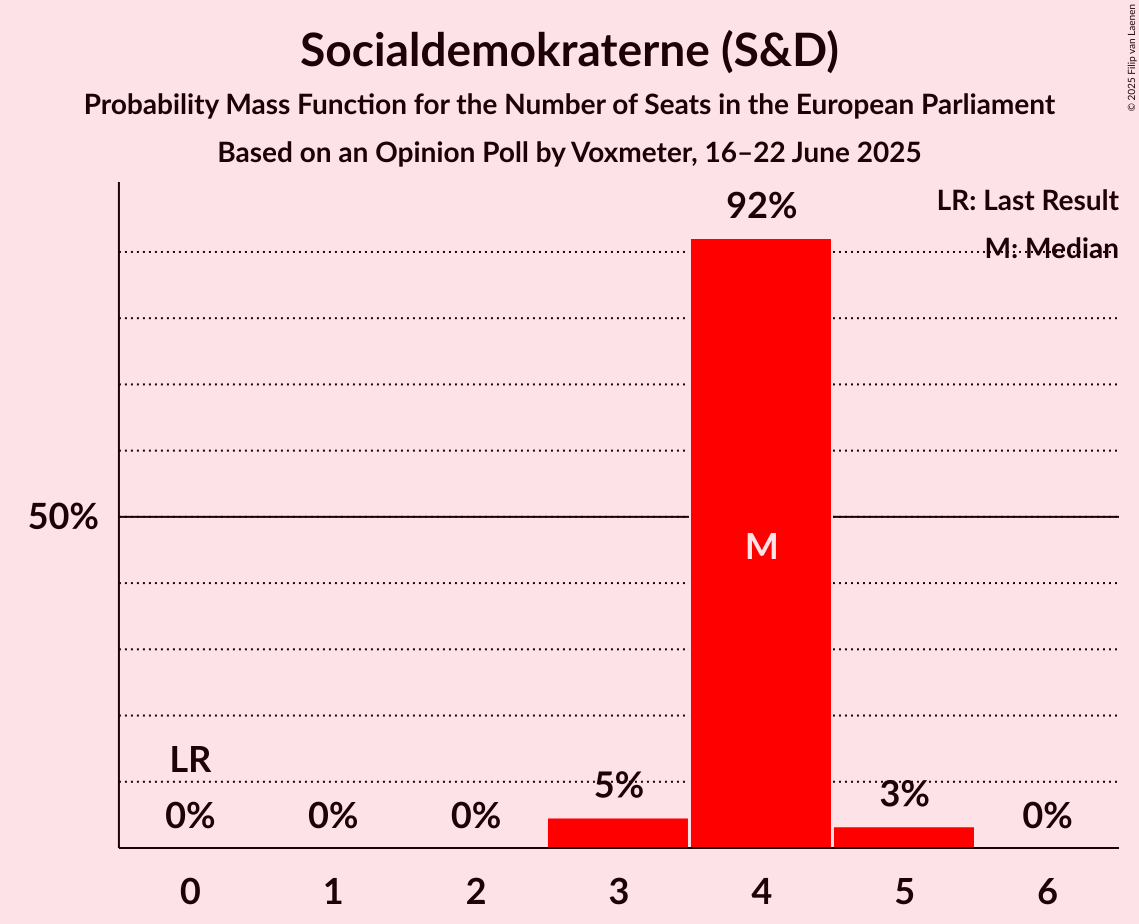 Socialdemokraterne (S&D)
Probability Mass Function for the Number of Seats in the European Parliament
Based on an Opinion Poll by Voxmeter, 16–22 June 2025
© 2025 Filip van Laenen
LR: Last Result
M: Median
92%
50%
M
LR
0%
0%
0%
5%
3%
0%
0
1
2
3
4
5
6